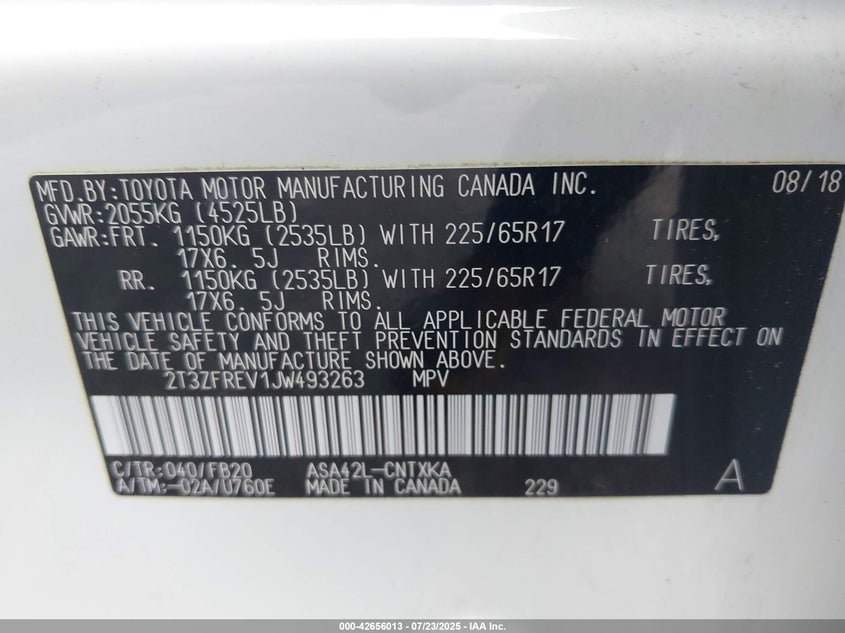 MFD.BY:TOYOTA MOTOR MANUFACTURING CANADA INC. 08/18
GVWR:2055KG (4525LB)
GAWR:FRT. 1150KG (2535LB) WITH 225/65R17 TIRES,
17X6. 5J RIMS.
RR. 1150KG (2535LB) WITH 225/65R17 TIRES,
17X6. 5J RIMS.
THIS VEHICLE CONFORMS TO ALL APPLICABLE FEDERAL MOTOR
VEHICLE SAFETY AND THEFT PREVENTION STANDARDS IN EFFECT ON
THE DATE OF MANUFACTURE SHOWN ABOVE.
2T3ZFREV1JW493263 MPV
C/TR:040/FB20 ASA42L-CNTXKA
A/TM:-02A/U760E MADE IN CANADA 229 A
000-42656013 - 07/23/2025 - IAA Inc.